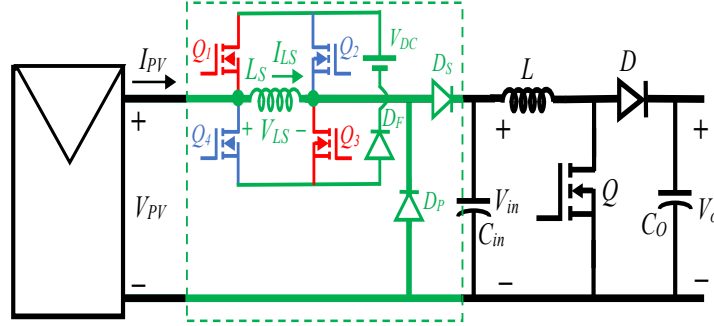 Q1
Q2
VDC
IPV
LS
ILS
DS
L
D
+
+ VLS −
Q3
DF
+
+
Q4
VPV
DP
Vin
Q
Cin
CO
−
−
−